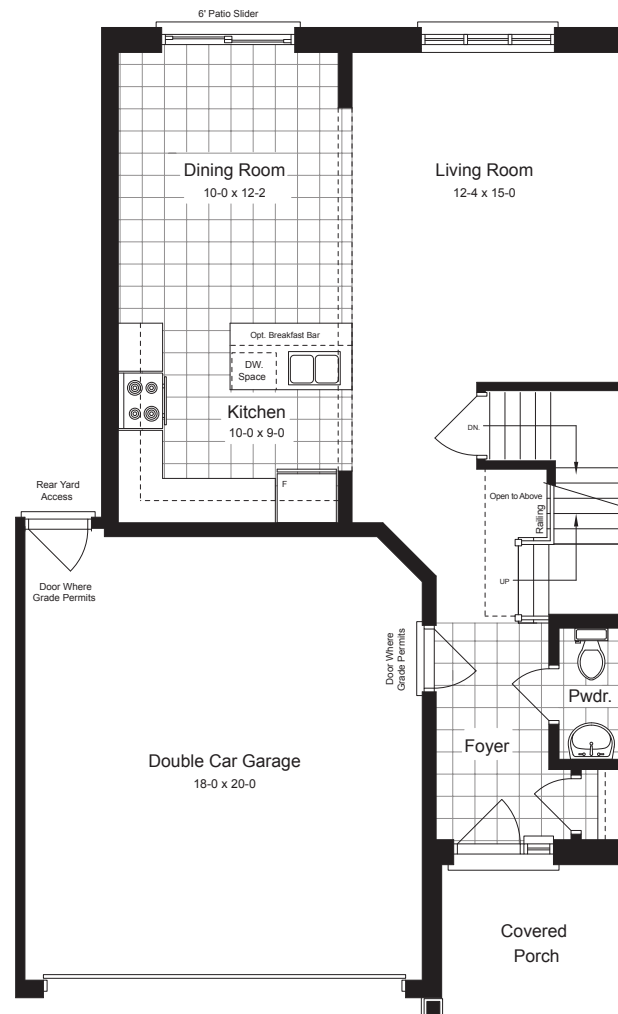 6' Patio Slider
Dining Room
10-0 x 12-2
Living Room
12-4 x 15-0
Opt. Breakfast Bar
DW.
Space
Kitchen
10-0 x 9-0
F
DN.
Open to Above
Railing
UP
Rear Yard
Access
Door Where
Grade Permits
Door Where
Grade Permits
Pwdr.
Foyer
Double Car Garage
18-0 x 20-0
Covered
Porch